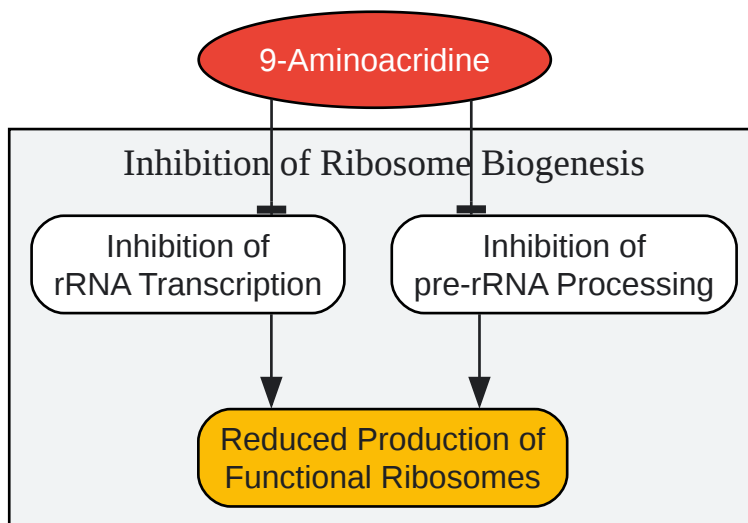 9-Aminoacridine
Inhibition of Ribosome Biogenesis
Inhibition of
rRNA Transcription
Inhibition of
pre-rRNA Processing
Reduced Production of
Functional Ribosomes